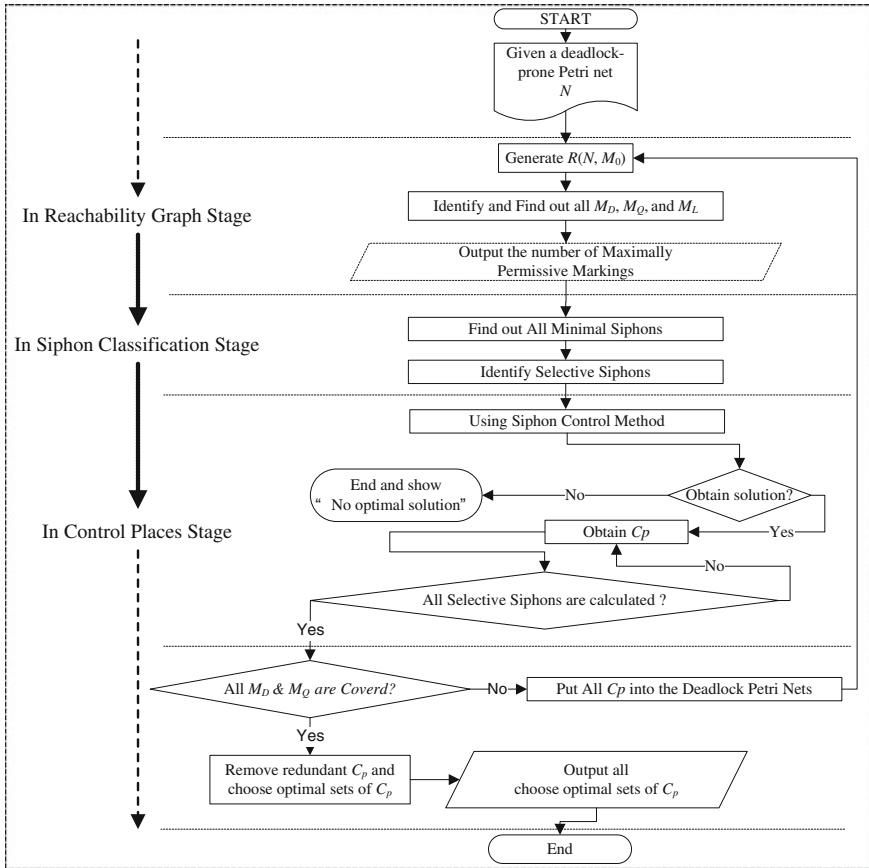 START
Given a deadlock-
prone Petri net
N
Generate R(N, M0)
Identify and Find out all MD, MQ, and ML
In Reachability Graph Stage
Output the number of Maximally
Permissive Markings
Find out All Minimal Siphons
In Siphon Classification Stage
Identify Selective Siphons
Using Siphon Control Method
End and show
“ No optimal solution”
No
Obtain solution?
In Control Places Stage
Obtain Cp
Yes
No
All Selective Siphons are calculated ?
Yes
All MD & MQ are Coverd?
No
Put All Cp into the Deadlock Petri Nets
Yes
Remove redundant Cp and
choose optimal sets of Cp
Output all
choose optimal sets of Cp
End